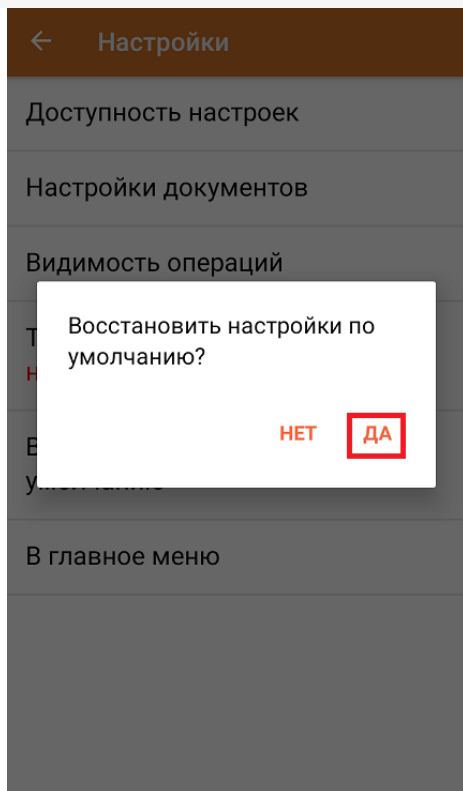 Настройки
Доступность настроек
Настройки документов
Видимость операций
Восстановить настройки по
умолчанию?
НЕТ ДА
В главное меню